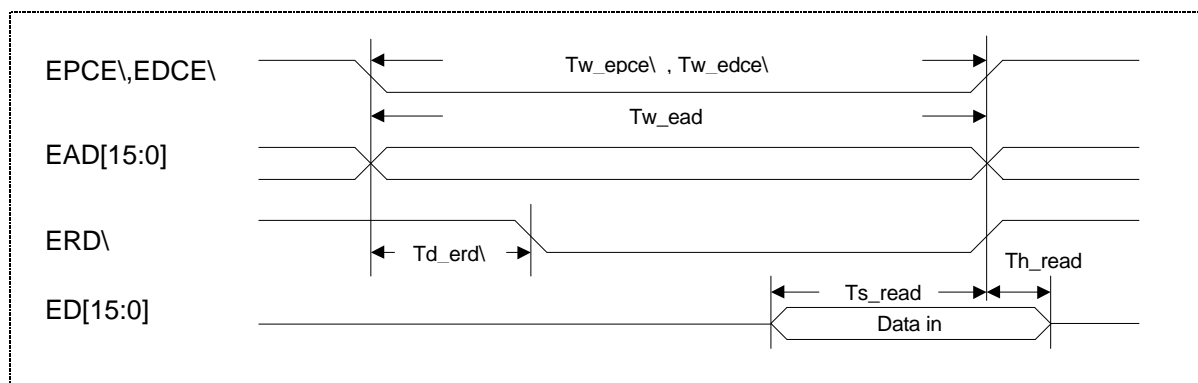 EPCE\,EDCE\
Tw_epce\ , Tw_edce\
Tw_ead
EAD[15:0]
ERD\
Td_erd\
Th_read
ED[15:0]
Ts_read
Data in